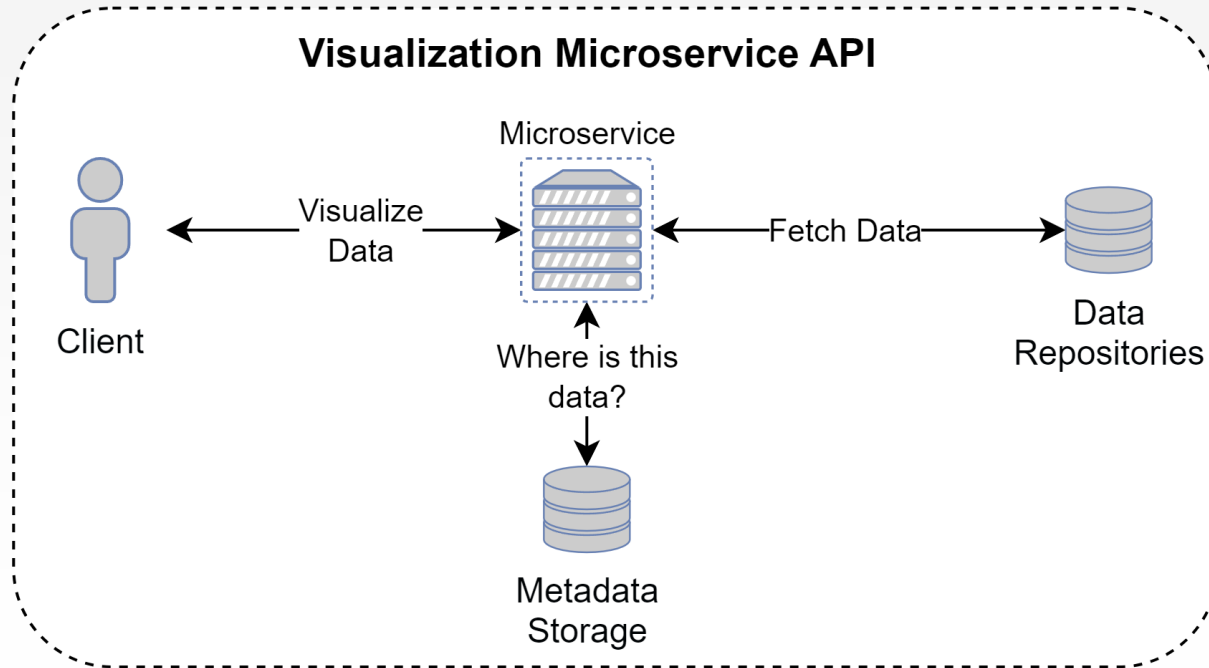 Visualization Microservice API
Microservice
Visualize
Data
Fetch Data
Client
Data
Repositories
Where is this
data?
Metadata
Storage